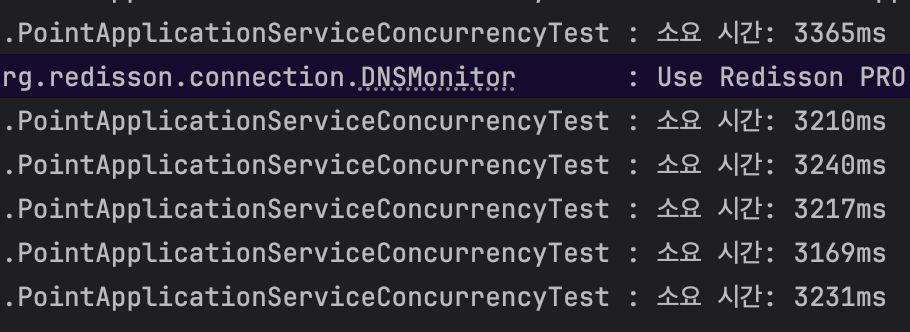 .PointApplicationServiceConcurrencyTest : 소요 시간: 3365ms
rg.redisson.connection.DNSMonitor : Use Redisson PRO
.PointApplicationServiceConcurrencyTest : 소요 시간: 3210ms
.PointApplicationServiceConcurrencyTest : 소요 시간: 3240ms
.PointApplicationServiceConcurrencyTest : 소요 시간: 3217ms
.PointApplicationServiceConcurrencyTest : 소요 시간: 3169ms
.PointApplicationServiceConcurrencyTest : 소요 시간: 3231ms